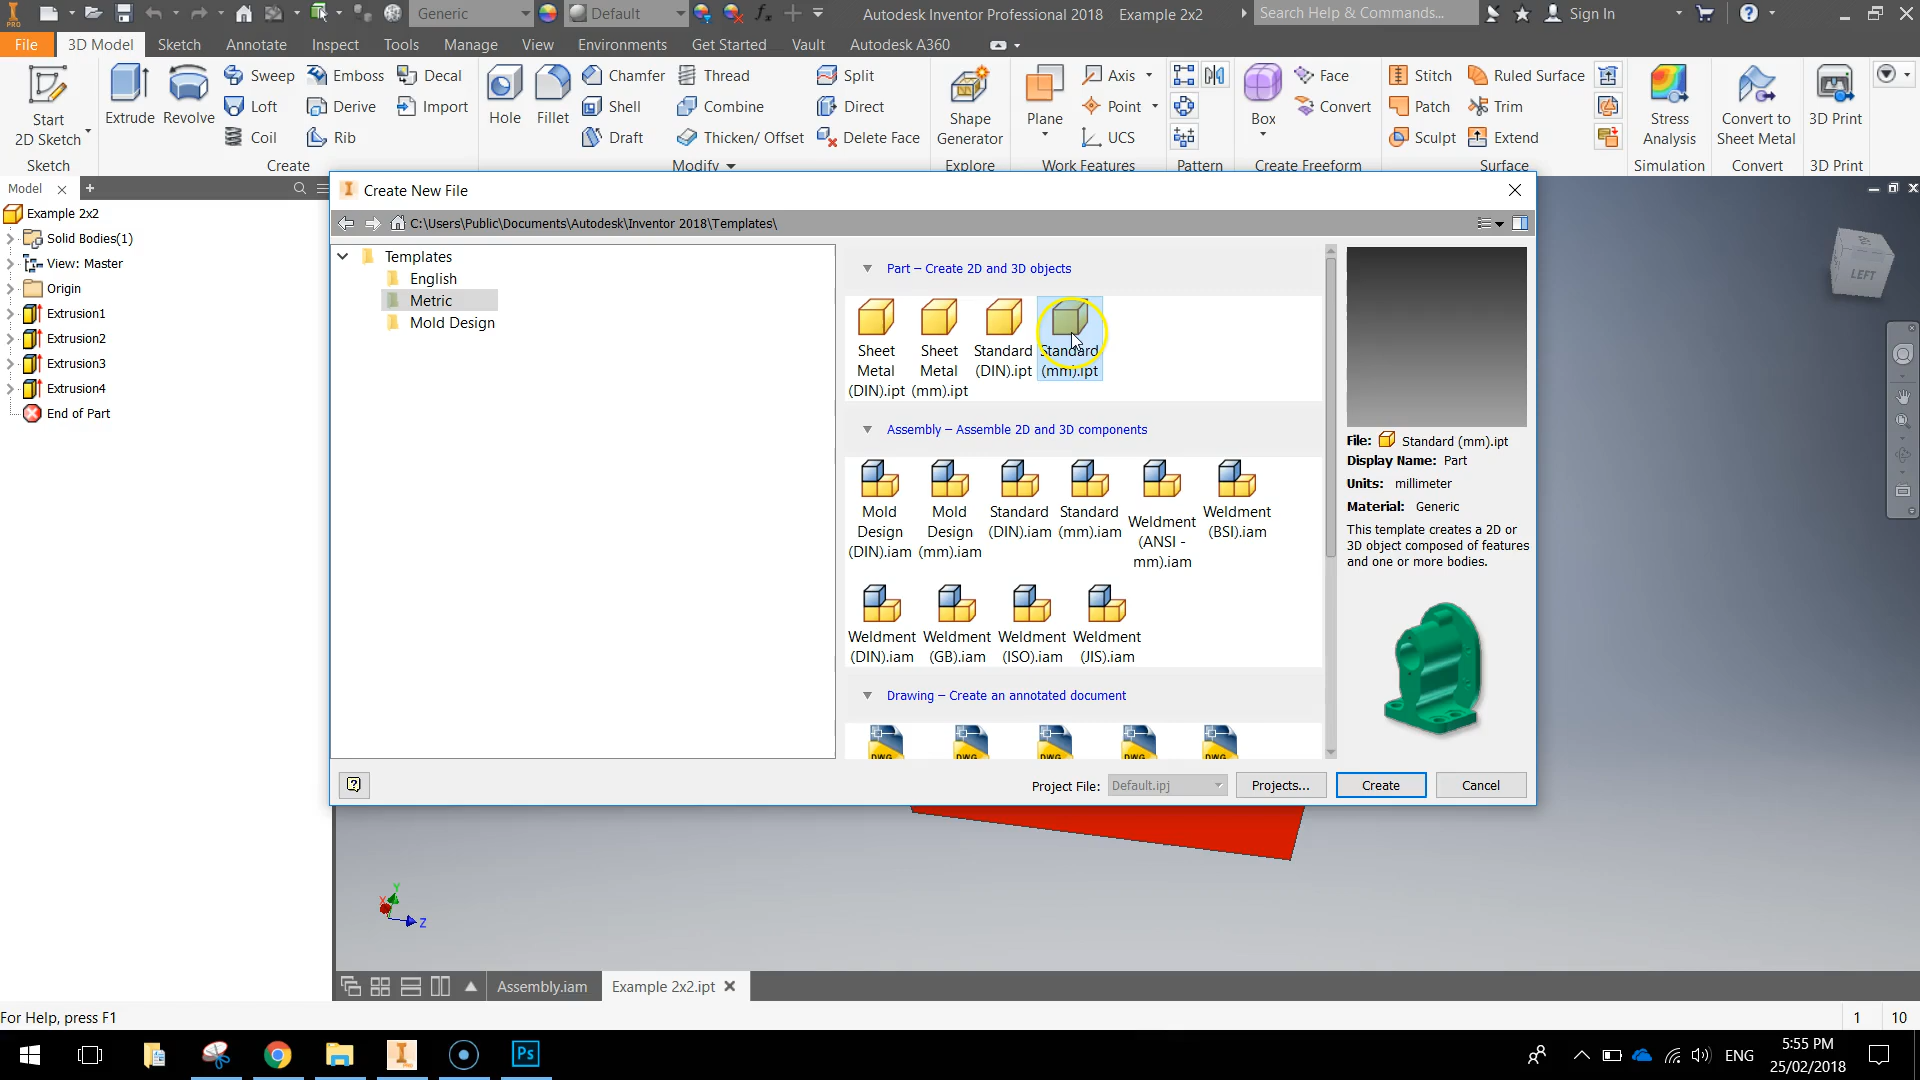 Generic
Default
Autodesk Inventor Professional 2018   Example 2x2
Search Help & Commands...
Sign In
PRO
File
3D Model
Sketch
Annotate
Inspect
Tools
Manage
View
Environments
Get Started
Vault
Autodesk A360
Start
2D Sketch
Sketch
Extrude
Revolve
Sweep
Loft
Coil
Emboss
Derive
Rib
Decal
Import
Create
Hole
Fillet
Chamfer
Shell
Draft
Thread
Combine
Thicken/ Offset
Split
Direct
Delete Face
Modify
Shape
Generator
Explore
Plane
Axis
Point
UCS
Work Features
Pattern
Box
Face
Convert
Create Freeform
Stitch
Patch
Sculpt
Ruled Surface
Trim
Extend
Surface
Stress
Analysis
Simulation
Convert to
Sheet Metal
Convert
3D Print
3D Print
Model
Example 2x2
Solid Bodies(1)
View: Master
Origin
Extrusion1
Extrusion2
Extrusion3
Extrusion4
End of Part
Create New File
C:\Users\Public\Documents\Autodesk\Inventor 2018\Templates\
Templates
English
Metric
Mold Design
Part – Create 2D and 3D objects
Sheet
Metal
(DIN).ipt
Sheet
Metal
(mm).ipt
Standard
(DIN).ipt
Standard
(mm).ipt
Assembly – Assemble 2D and 3D components
Mold
Design
(DIN).iam
Mold
Design
(mm).iam
Standard
(DIN).iam
Standard
(mm).iam
Weldment
(ANSI -
mm).iam
Weldment
(BSI).iam
Weldment
(DIN).iam
Weldment
(GB).iam
Weldment
(ISO).iam
Weldment
(JIS).iam
Drawing – Create an annotated document
DWG
DWG
DWG
DWG
DWG
File: Standard (mm).ipt
Display Name: Part
Units: millimeter
Material: Generic
This template creates a 2D or
3D object composed of features
and one or more bodies.
Project File:
Default.ipj
Projects...
Create
Cancel
LEFT
X
Y
Z
Assembly.iam
Example 2x2.ipt
For Help, press F1
1
10
Ps
ENG
5:55 PM
25/02/2018